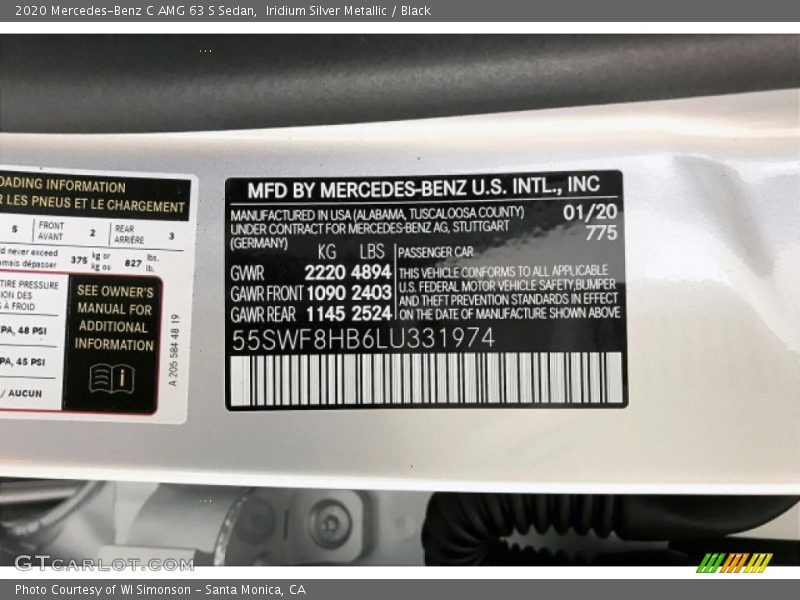 2020 Mercedes-Benz C AMG 63 S Sedan,  Iridium Silver Metallic / Black
OADING INFORMATION
R LES PNEUS ET LE CHARGEMENT
5 FRONT AVANT 2 REAR ARRIÈRE 3
d never exceed
amais dépasser 375 kg or kg ou 827 lbs. lb.
TIRE PRESSURE
ION DES
S À FROID
PA, 48 PSI
PA, 45 PSI
/ AUCUN
SEE OWNER'S
MANUAL FOR
ADDITIONAL
INFORMATION
i
A 205 584 48 19
MFD BY MERCEDES-BENZ U.S. INTL., INC
MANUFACTURED IN USA (ALABAMA, TUSCALOOSA COUNTY) 01/20
UNDER CONTRACT FOR MERCEDES-BENZ AG, STUTTGART 775
(GERMANY)
KG LBS PASSENGER CAR
GWR 2220 4894
GAWR FRONT 1090 2403
GAWR REAR 1145 2524
THIS VEHICLE CONFORMS TO ALL APPLICABLE
U.S. FEDERAL MOTOR VEHICLE SAFETY,BUMPER
AND THEFT PREVENTION STANDARDS IN EFFECT
ON THE DATE OF MANUFACTURE SHOWN ABOVE
55SWF8HB6LU331974
GTCARLOT.COM
Photo Courtesy of WI Simonson - Santa Monica, CA